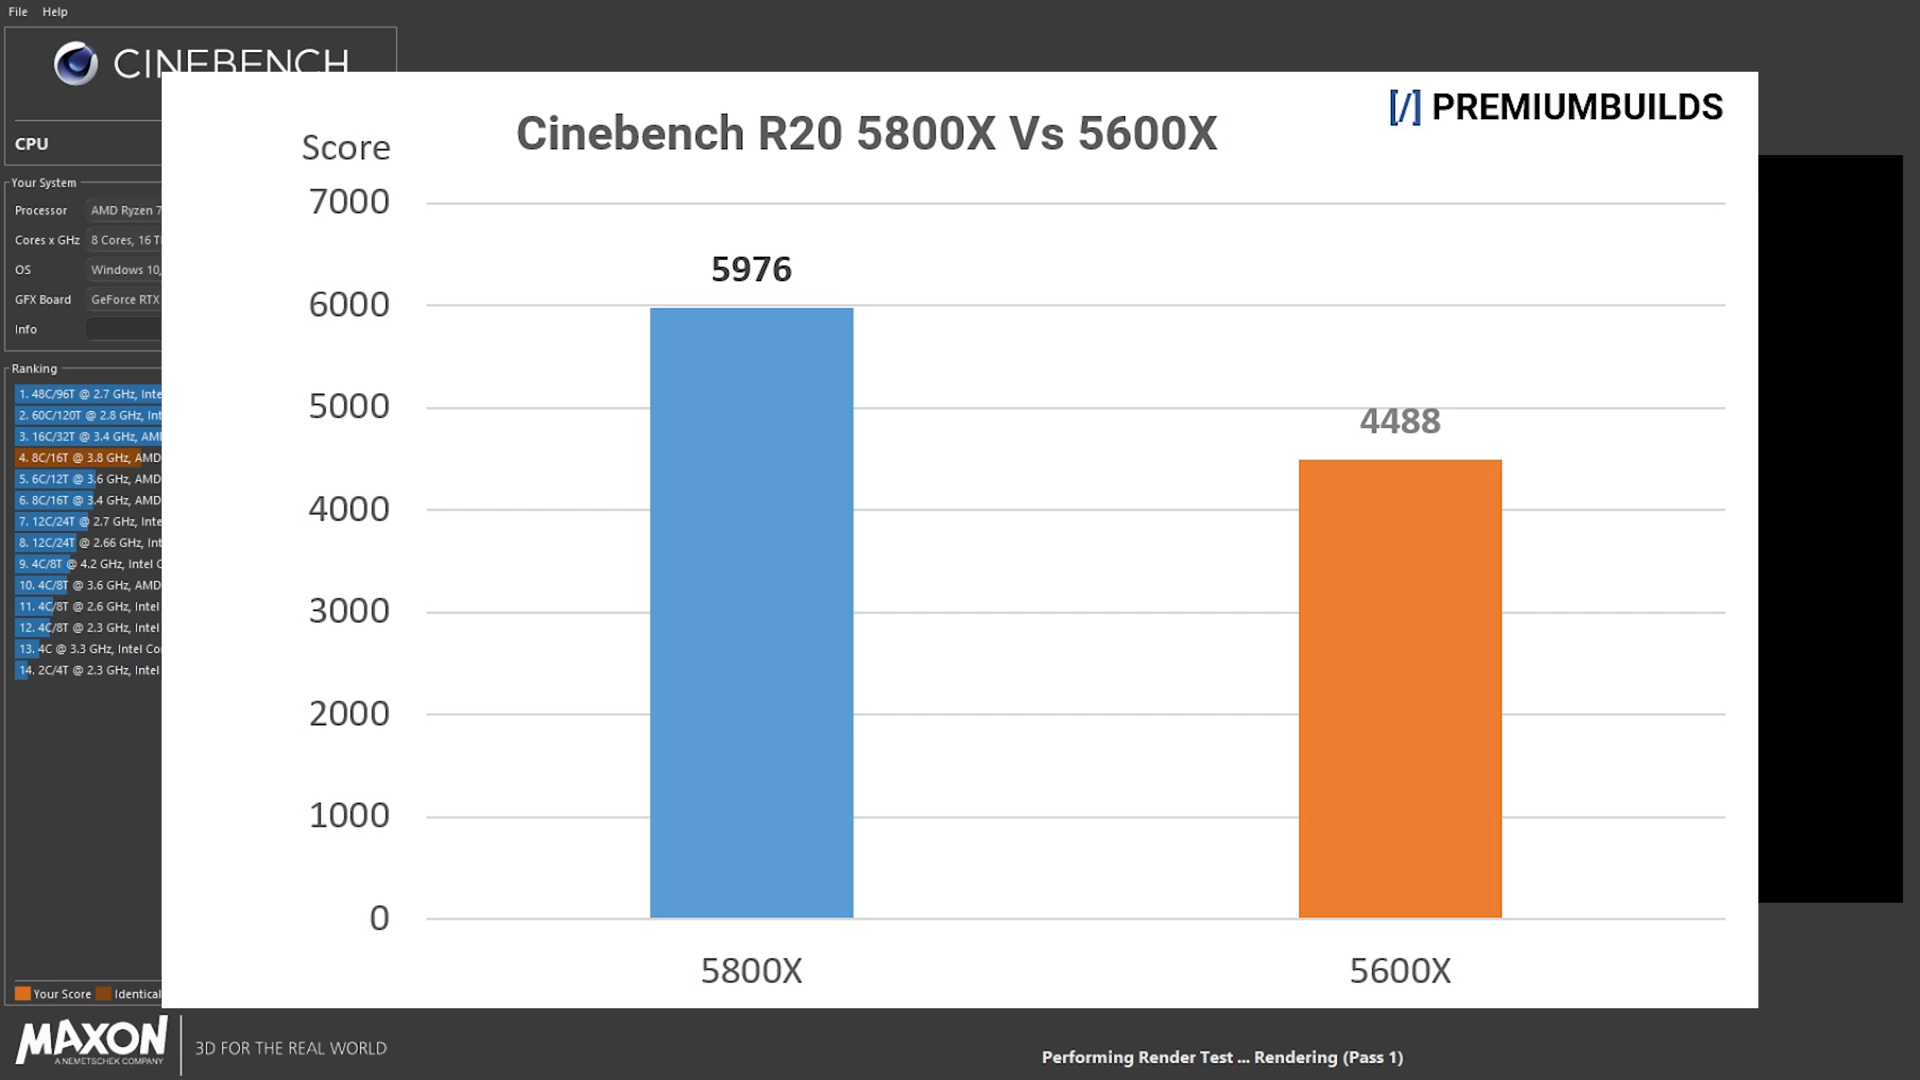 File Help
CINEBENCH
CPU
Your System
Processor AMD Ryzen 7
Cores x GHz 8 Cores, 16 T
OS Windows 10,
GFX Board GeForce RTX
Info
Ranking
1. 48C/96T @ 2.7 GHz, Inte
2. 60C/120T @ 2.8 GHz, Int
3. 16C/32T @ 3.4 GHz, AM
4. 8C/16T @ 3.8 GHz, AMD
5. 6C/12T @ 3.6 GHz, AMD
6. 8C/16T @ 3.4 GHz, AMD
7. 12C/24T @ 2.7 GHz, Inte
8. 12C/24T @ 2.66 GHz, Int
9. 4C/8T @ 4.2 GHz, Intel C
10. 4C/8T @ 3.6 GHz, AMD
11. 4C/8T @ 2.6 GHz, Intel
12. 4C/8T @ 2.3 GHz, Intel
13. 4C @ 3.3 GHz, Intel Co
14. 2C/4T @ 2.3 GHz, Intel
Your Score Identical
[/] PREMIUMBUILDS
Cinebench R20 5800X Vs 5600X
Score
7000
6000
5000
4000
3000
2000
1000
0
5976
4488
5800X 5600X
MAXON
A NEMETSCHEK COMPANY
3D FOR THE REAL WORLD
Performing Render Test ... Rendering (Pass 1)